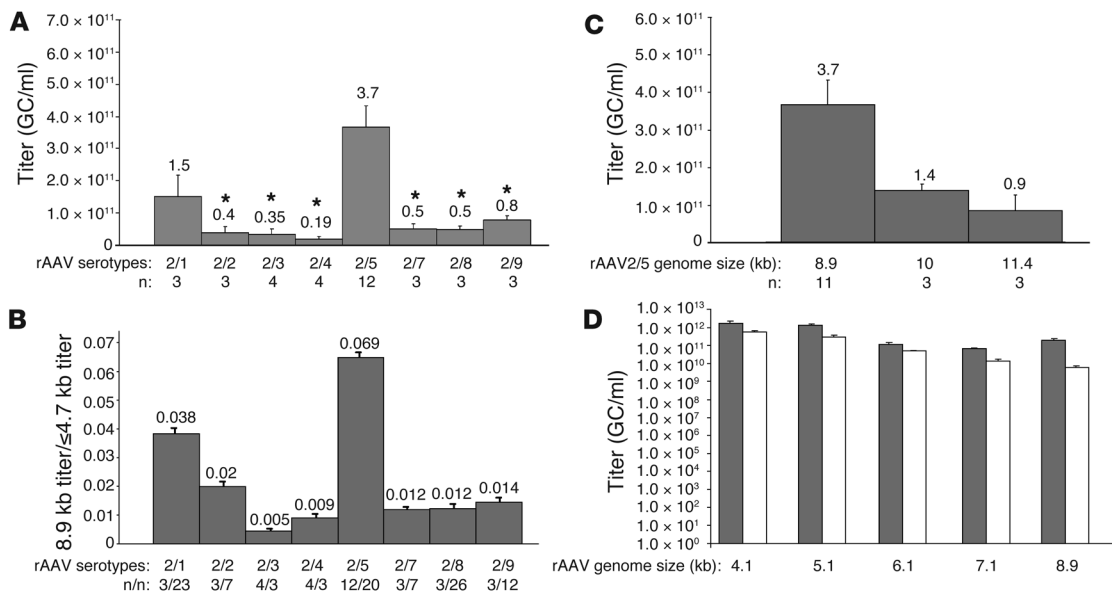 A
Titer (GC/ml)
7.0 × 10¹¹
6.0 × 10¹¹
5.0 × 10¹¹
4.0 × 10¹¹
3.0 × 10¹¹
2.0 × 10¹¹
1.0 × 10¹¹
0
1.5
* 0.4
* 0.35
* 0.19
3.7
* 0.5
* 0.5
* 0.8
rAAV serotypes: 2/1 2/2 2/3 2/4 2/5 2/7 2/8 2/9
n: 3 3 4 4 12 3 3 3
B
8.9 kb titer/≤4.7 kb titer
0.07
0.06
0.05
0.04
0.03
0.02
0.01
0
0.038
0.02
0.005
0.009
0.069
0.012
0.012
0.014
rAAV serotypes: 2/1 2/2 2/3 2/4 2/5 2/7 2/8 2/9
n/n: 3/23 3/7 4/3 4/3 12/20 3/7 3/26 3/12
C
Titer (GC/ml)
6.0 × 10¹¹
5.0 × 10¹¹
4.0 × 10¹¹
3.0 × 10¹¹
1.0 × 10¹¹
1.0 × 10¹¹
0
3.7
1.4
0.9
rAAV2/5 genome size (kb): 8.9 10 11.4
n: 11 3 3
D
Titer (GC/ml)
1.0 × 10¹³
1.0 × 10¹²
1.0 × 10¹¹
1.0 × 10¹⁰
1.0 × 10⁹
1.0 × 10⁸
1.0 × 10⁷
1.0 × 10⁶
1.0 × 10⁵
1.0 × 10⁴
1.0 × 10³
1.0 × 10²
1.0 × 10¹
1.0 × 10⁰
rAAV genome size (kb): 4.1 5.1 6.1 7.1 8.9